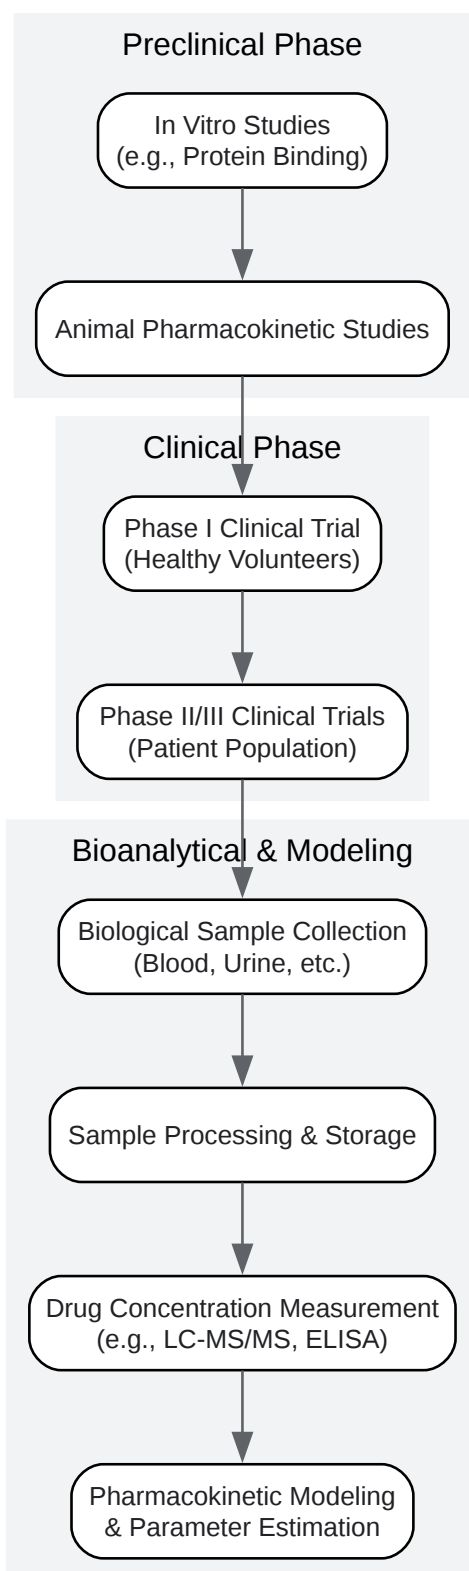 Preclinical Phase
In Vitro Studies
(e.g., Protein Binding)
Animal Pharmacokinetic Studies
Clinical Phase
Phase I Clinical Trial
(Healthy Volunteers)
Phase II/III Clinical Trials
(Patient Population)
Bioanalytical & Modeling
Biological Sample Collection
(Blood, Urine, etc.)
Sample Processing & Storage
Drug Concentration Measurement
(e.g., LC-MS/MS, ELISA)
Pharmacokinetic Modeling
& Parameter Estimation